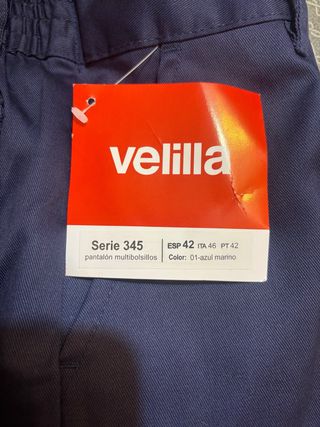 velilla
Serie 345
pantalón multibolsillos
ESP 42 ITA 46 PT 42
Color: 01-azul marino